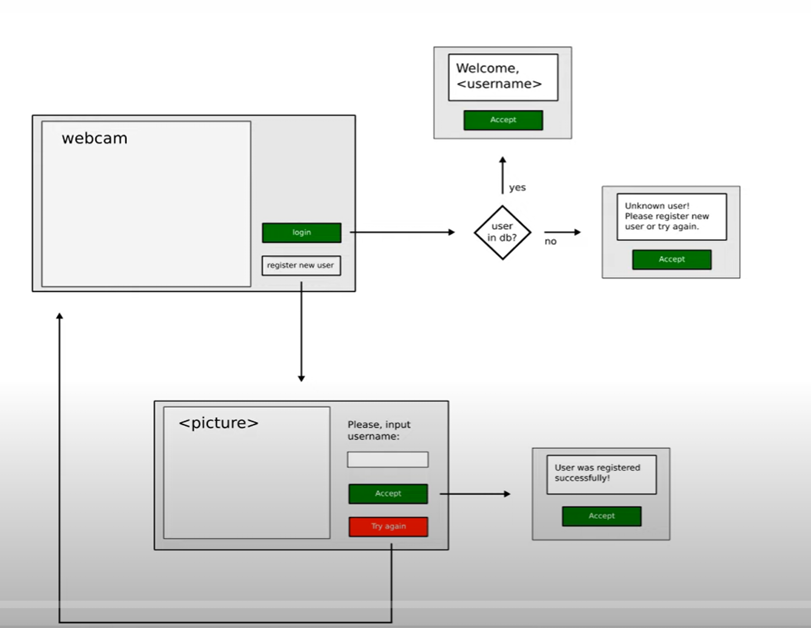 webcam
login
register new user
Welcome,
<username>
Accept
yes
user
in db?
no
Unknown user!
Please register new
user or try again.
Accept
<picture>
Please, input
username:
Accept
Try again
User was registered
successfully!
Accept